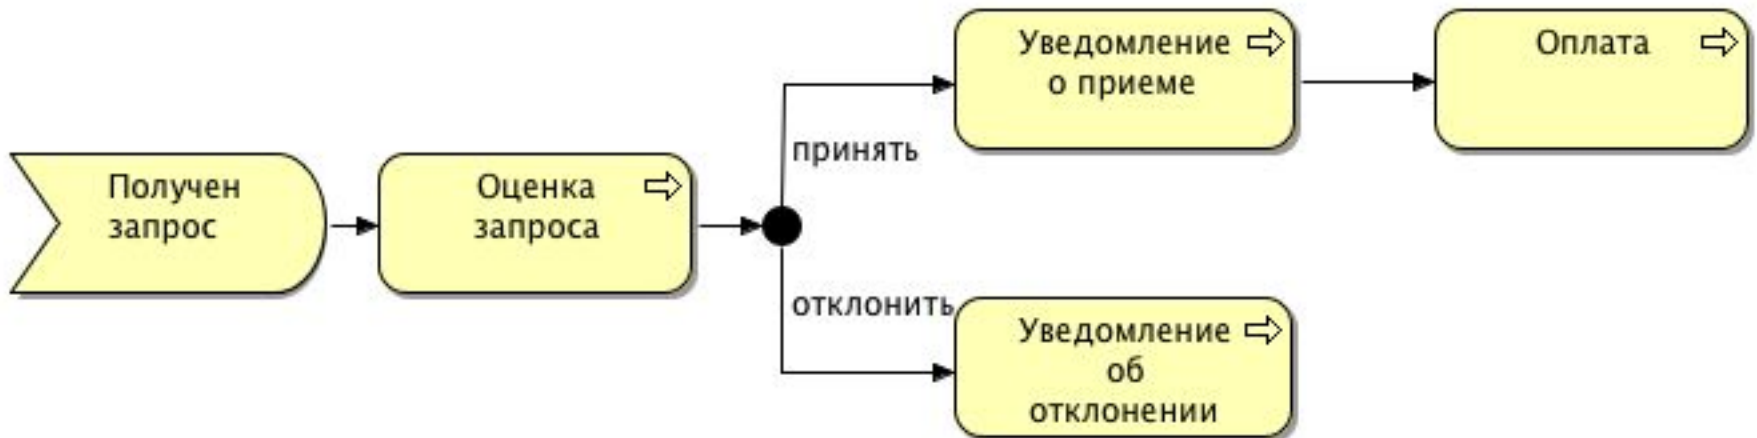 Получен
запрос
Оценка
запроса
принять
отклонить
Уведомление
о приеме
Оплата
Уведомление
об
отклонении